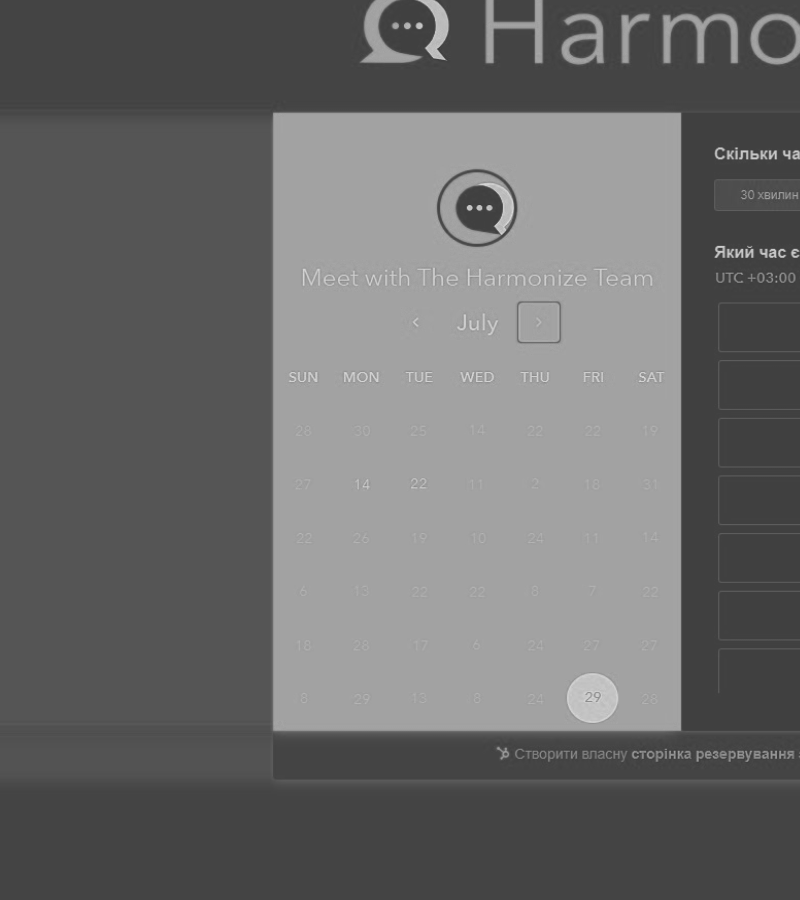 Harmo
Meet with The Harmonize Team
July
SUN MON TUE WED THU FRI SAT
28 30 25 14 22 22 19
27 14 22 11 2 18 31
22 26 19 10 24 11 14
6 13 22 22 8 7 22
18 28 17 6 24 27 27
8 29 13 8 24 29 28
Скільки ча
30 хвилин
Який час є
UTC +03:00
Створити власну сторінка резервування